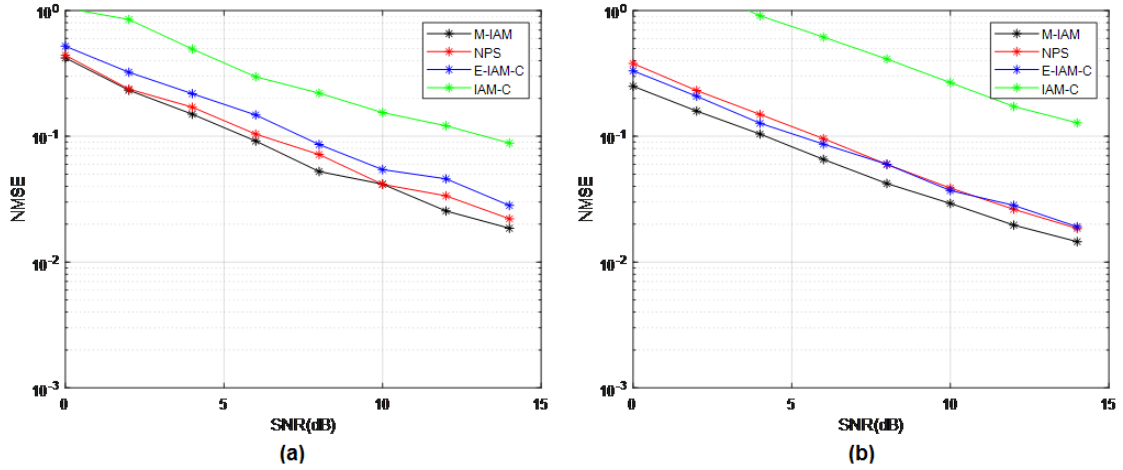 10^0
10^-1
10^-2
10^-3
NMSE
0 5 10 15
SNR(dB)
M-IAM
NPS
E-IAM-C
IAM-C
(a)
10^0
10^-1
10^-2
10^-3
NMSE
0 5 10 15
SNR(dB)
M-IAM
NPS
E-IAM-C
IAM-C
(b)